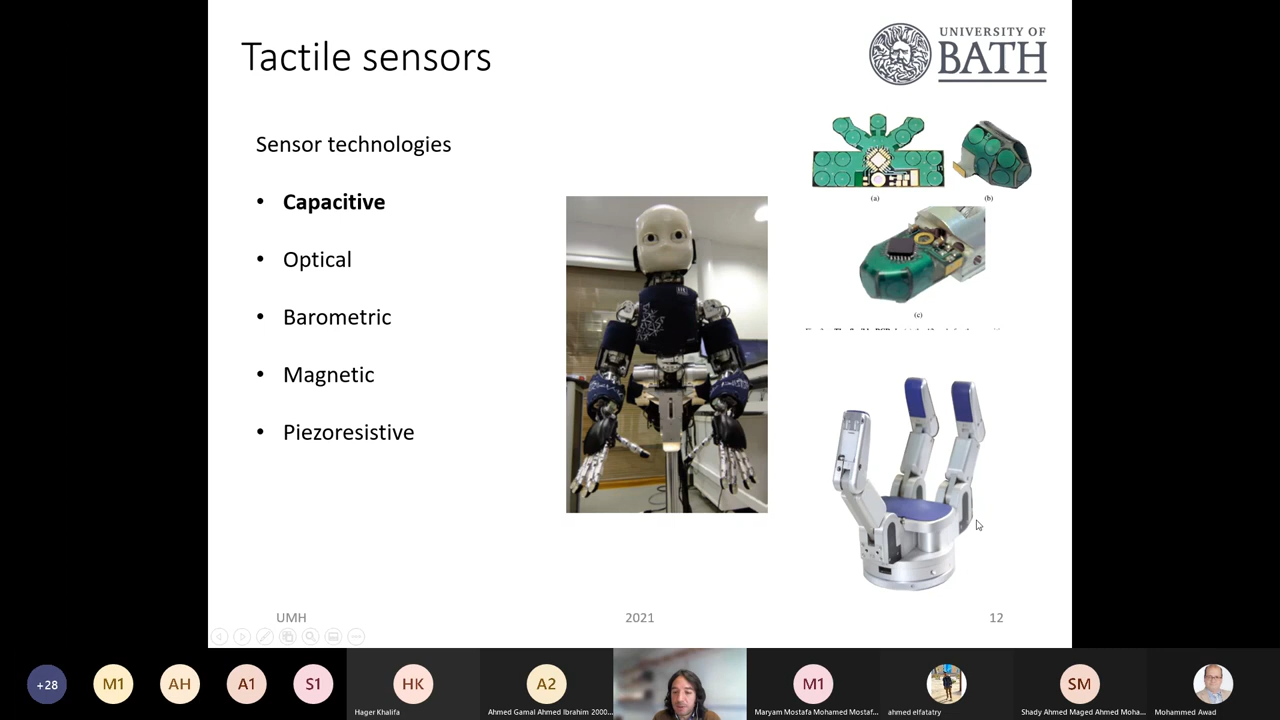 Tactile sensors
UNIVERSITY OF
BATH
Sensor technologies
• Capacitive
• Optical
• Barometric
• Magnetic
• Piezoresistive
(a)
(b)
(c)
UMH
2021
12
+28
M1
AH
A1
S1
HK
Hager Khalifa
A2
Ahmed Gamal Ahmed Ibrahim 2000...
M1
Maryam Mostafa Mohamed Mostaf...
ahmed elfatatry
SM
Shady Ahmed Maged Ahmed Moha...
Mohammed Awad